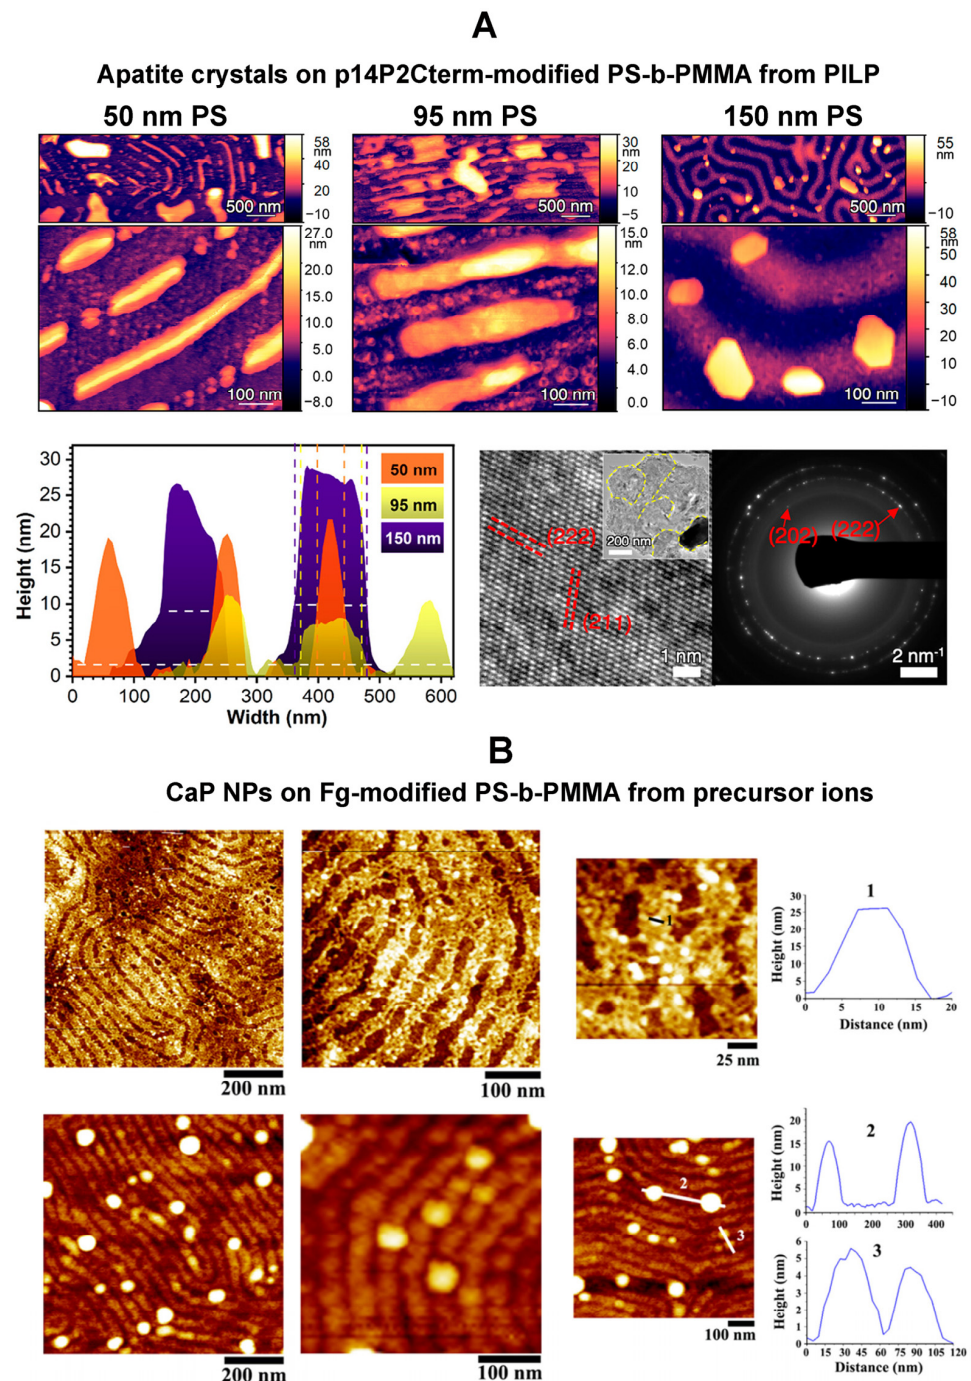 A
Apatite crystals on p14P2Cterm-modified PS-b-PMMA from PILP
50 nm PS
95 nm PS
150 nm PS
58
nm
40
20
−10
500 nm
30
nm
20
10
−5
500 nm
55
nm
−10
500 nm
27.0
nm
20.0
15.0
10.0
5.0
0.0
−8.0
100 nm
15.0
nm
12.0
10.0
8.0
6.0
4.0
2.0
0.0
100 nm
58
nm
50
40
30
20
10
−10
100 nm
Height (nm)
30
25
20
15
10
5
0
0 100 200 300 400 500 600
Width (nm)
50 nm
95 nm
150 nm
(222)
(211)
200 nm
1 nm
(202)
(222)
2 nm-1
B
CaP NPs on Fg-modified PS-b-PMMA from precursor ions
200 nm
100 nm
1
25 nm
1
Height (nm)
30
25
20
15
10
5
0
0 5 10 15 20
Distance (nm)
200 nm
100 nm
2
3
100 nm
2
Height (nm)
20
15
10
5
0
0 100 200 300 400
3
Height (nm)
6
5
4
3
2
1
0
0 15 30 45 60 75 90 105 120
Distance (nm)